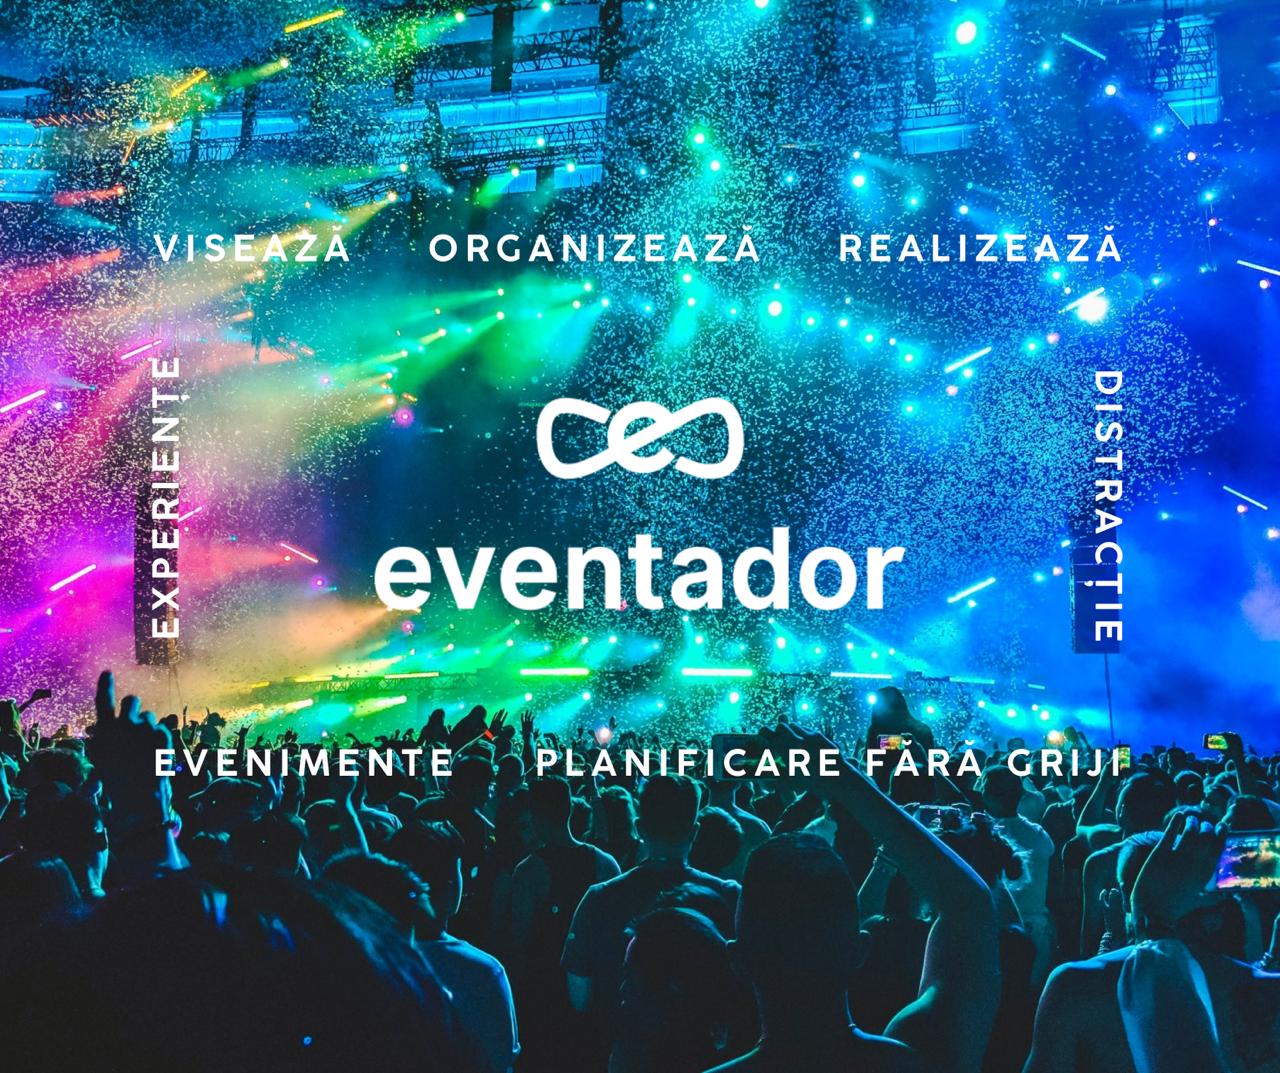 VISEAZĂ ORGANIZEAZĂ REALIZEAZĂ
EXPERIENȚE
DISTRACȚIE
eventador
EVENIMENTE PLANIFICARE FĂRĂ GRIJI